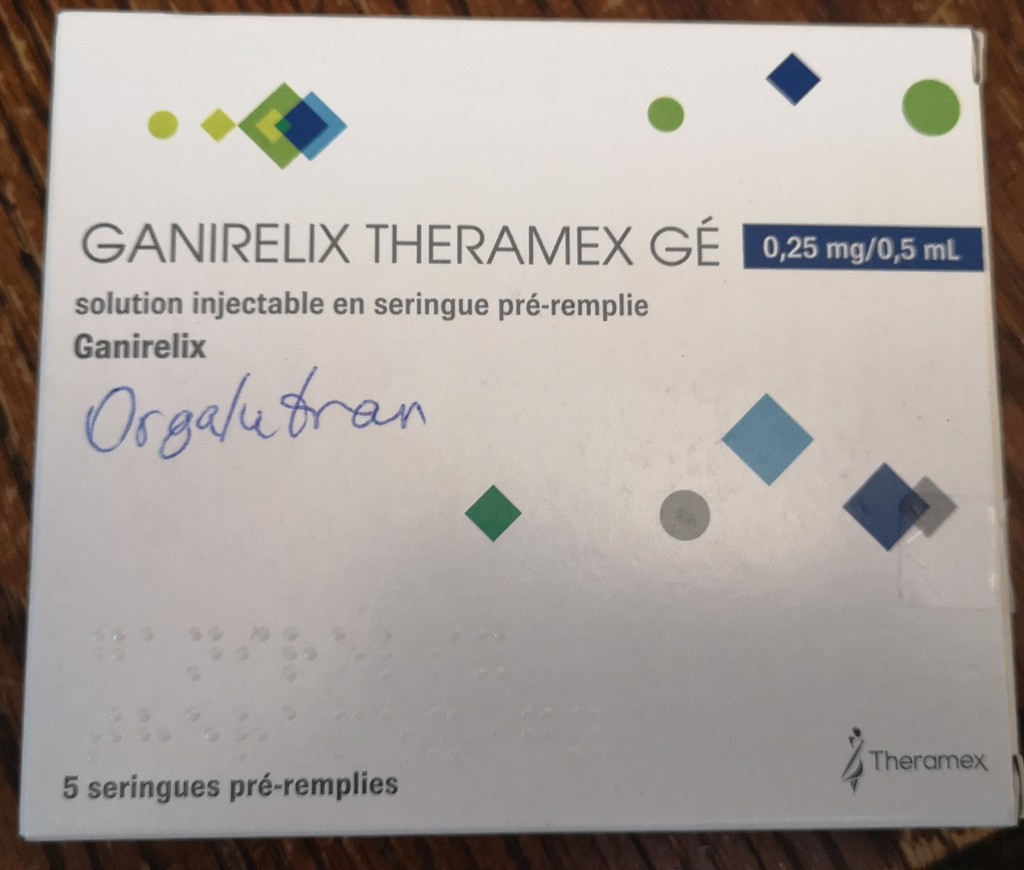 GANIRELIX THERAMEX GÉ 0,25 mg/0,5 mL
solution injectable en seringue pré-remplie
Ganirelix
Orgalutran
5 seringues pré-remplies
Theramex